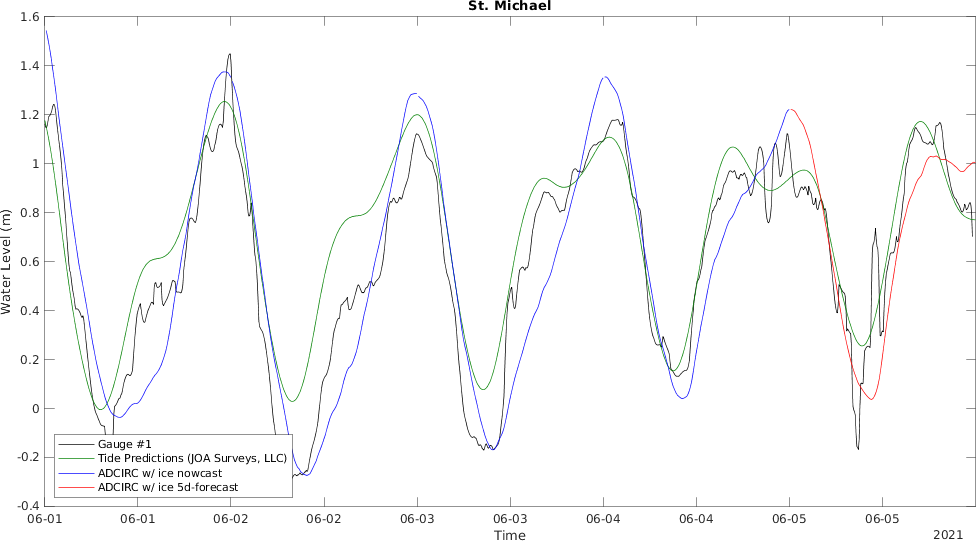 St. Michael
1.6
1.4
1.2
1
0.8
0.6
0.4
0.2
0
-0.2
-0.4
Water Level (m)
Gauge #1
Tide Predictions (JOA Surveys, LLC)
ADCIRC w/ ice nowcast
ADCIRC w/ ice 5d-forecast
06-01 06-01 06-02 06-02 06-03 06-03 06-04 06-04 06-05 06-05
Time
2021